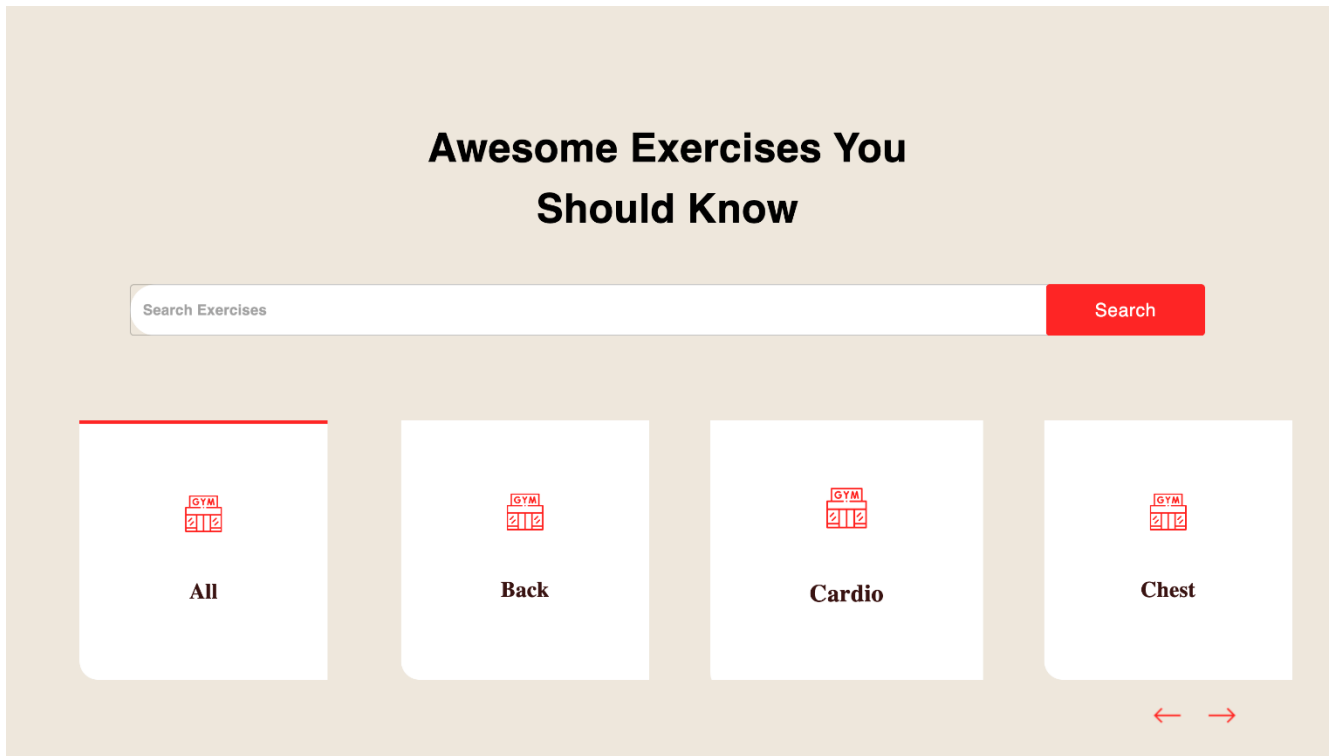 Awesome Exercises You
Should Know
Search Exercises
Search
GYM
GYM
GYM
GYM
All
Back
Cardio
Chest